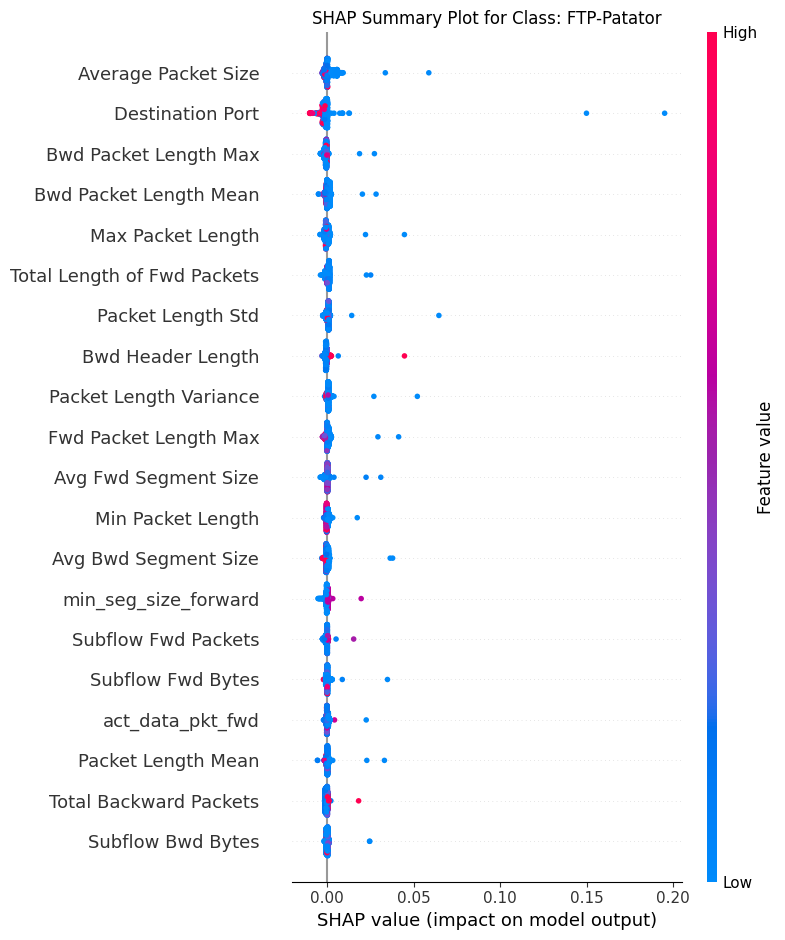 SHAP Summary Plot for Class: FTP-Patator
High
Average Packet Size
Destination Port
Bwd Packet Length Max
Bwd Packet Length Mean
Max Packet Length
Total Length of Fwd Packets
Packet Length Std
Bwd Header Length
Packet Length Variance
Fwd Packet Length Max
Avg Fwd Segment Size
Min Packet Length
Avg Bwd Segment Size
min_seg_size_forward
Subflow Fwd Packets
Subflow Fwd Bytes
act_data_pkt_fwd
Packet Length Mean
Total Backward Packets
Subflow Bwd Bytes
Feature value
Low
0.00 0.05 0.10 0.15 0.20
SHAP value (impact on model output)